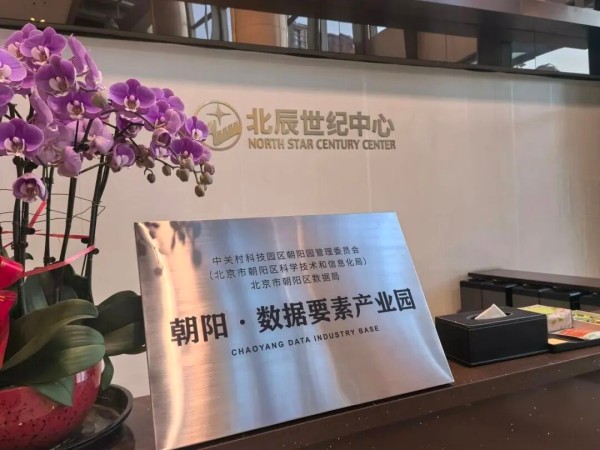 北辰世纪中心
NORTH STAR CENTURY CENTER
中关村科技园区朝阳园管理委员会
(北京市朝阳区科学技术和信息化局)
北京市朝阳区数据局
朝阳·数据要素产业园
CHAOYANG DATA INDUSTRY BASE